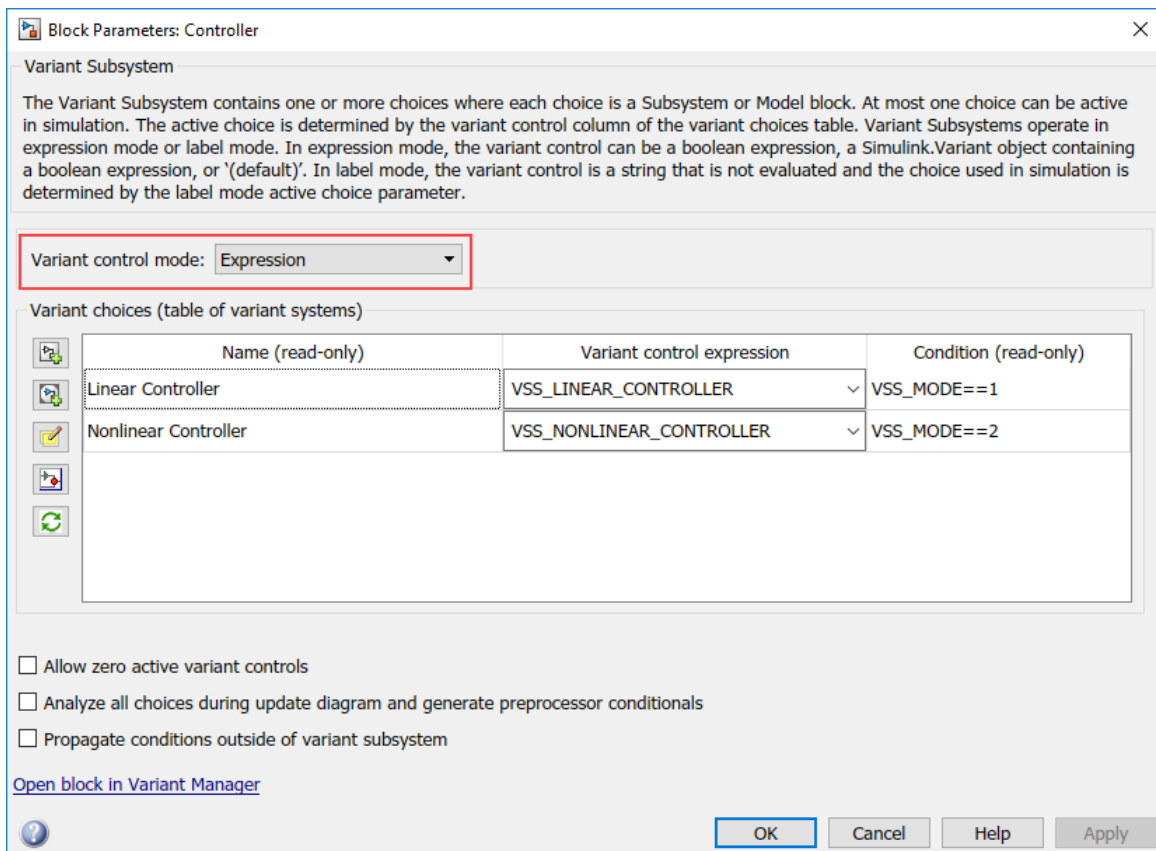 Block Parameters: Controller
Variant Subsystem
The Variant Subsystem contains one or more choices where each choice is a Subsystem or Model block. At most one choice can be active
in simulation. The active choice is determined by the variant control column of the variant choices table. Variant Subsystems operate in
expression mode or label mode. In expression mode, the variant control can be a boolean expression, a Simulink.Variant object containing
a boolean expression, or ‘(default)’. In label mode, the variant control is a string that is not evaluated and the choice used in simulation is
determined by the label mode active choice parameter.
Variant control mode: Expression
Variant choices (table of variant systems)
Name (read-only) Variant control expression Condition (read-only)
Linear Controller VSS_LINEAR_CONTROLLER VSS_MODE==1
Nonlinear Controller VSS_NONLINEAR_CONTROLLER VSS_MODE==2
Allow zero active variant controls
Analyze all choices during update diagram and generate preprocessor conditionals
Propagate conditions outside of variant subsystem
Open block in Variant Manager
OK Cancel Help Apply